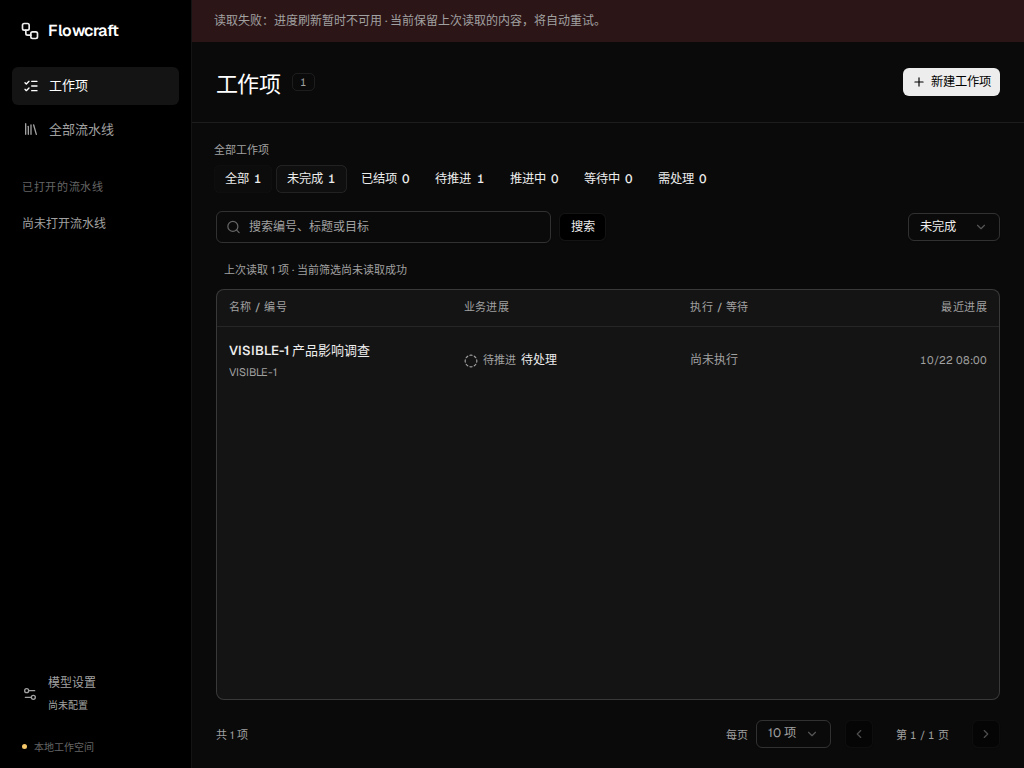 Flowcraft
工作项
全部流水线
已打开的流水线
尚未打开流水线
模型设置
尚未配置
本地工作空间
读取失败：进度刷新暂时不可用 · 当前保留上次读取的内容，将自动重试。
工作项 1
新建工作项
全部工作项
全部 1 未完成 1 已结项 0 待推进 1 推进中 0 等待中 0 需处理 0
搜索编号、标题或目标 搜索 未完成
上次读取 1 项 · 当前筛选尚未读取成功
名称 / 编号 业务进展 执行 / 等待 最近进展
VISIBLE-1 产品影响调查
VISIBLE-1
待推进 待处理 尚未执行 10/22 08:00
共 1 项 每页 10 项 第 1 / 1 页